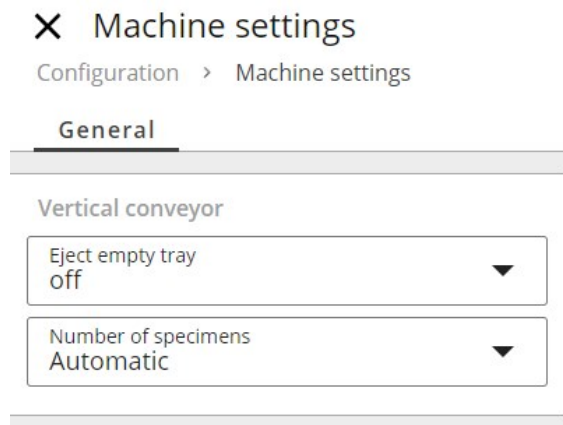 Machine settings
Configuration > Machine settings
General
Vertical conveyor
Eject empty tray
off
Number of specimens
Automatic